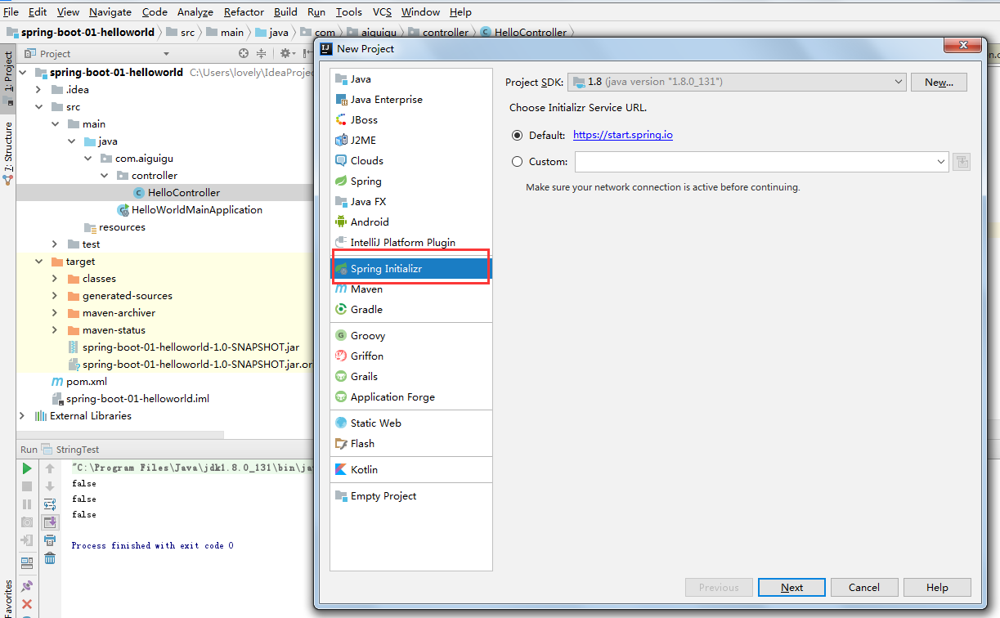 File Edit View Navigate Code Analyze Refactor Build Run Tools VCS Window Help
spring-boot-01-helloworld src main java com aiguigu controller HelloController
1: Project
7: Structure
Favorites
Project
spring-boot-01-helloworld C:\Users\lovely\IdeaProjec
.idea
src
main
java
com.aiguigu
controller
HelloController
HelloWorldMainApplication
resources
test
target
classes
generated-sources
maven-archiver
maven-status
spring-boot-01-helloworld-1.0-SNAPSHOT.jar
spring-boot-01-helloworld-1.0-SNAPSHOT.jar.or
pom.xml
spring-boot-01-helloworld.iml
External Libraries
Run StringTest
"C:\Program Files\Java\jdk1.8.0_131\bin\ja
false
false
false
Process finished with exit code 0
New Project
Java
Java Enterprise
JBoss
J2ME
Clouds
Spring
Java FX
Android
IntelliJ Platform Plugin
Spring Initializr
Maven
Gradle
Groovy
Griffon
Grails
Application Forge
Static Web
Flash
Kotlin
Empty Project
Project SDK: 1.8 (java version "1.8.0_131") New...
Choose Initializr Service URL.
Default: https://start.spring.io
Custom:
Make sure your network connection is active before continuing.
Previous Next Cancel Help